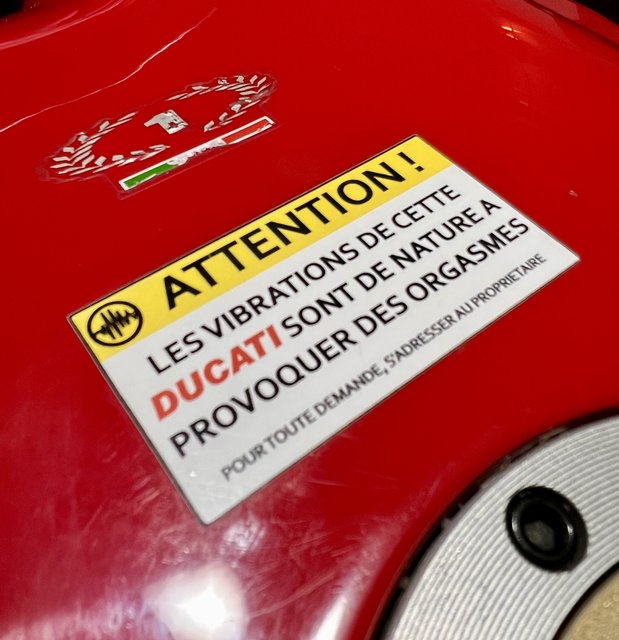 ATTENTION !
LES VIBRATIONS DE CETTE
DUCATI SONT DE NATURE A
PROVOQUER DES ORGASMES
POUR TOUTE DEMANDE, S'ADRESSER AU PROPRIETAIRE